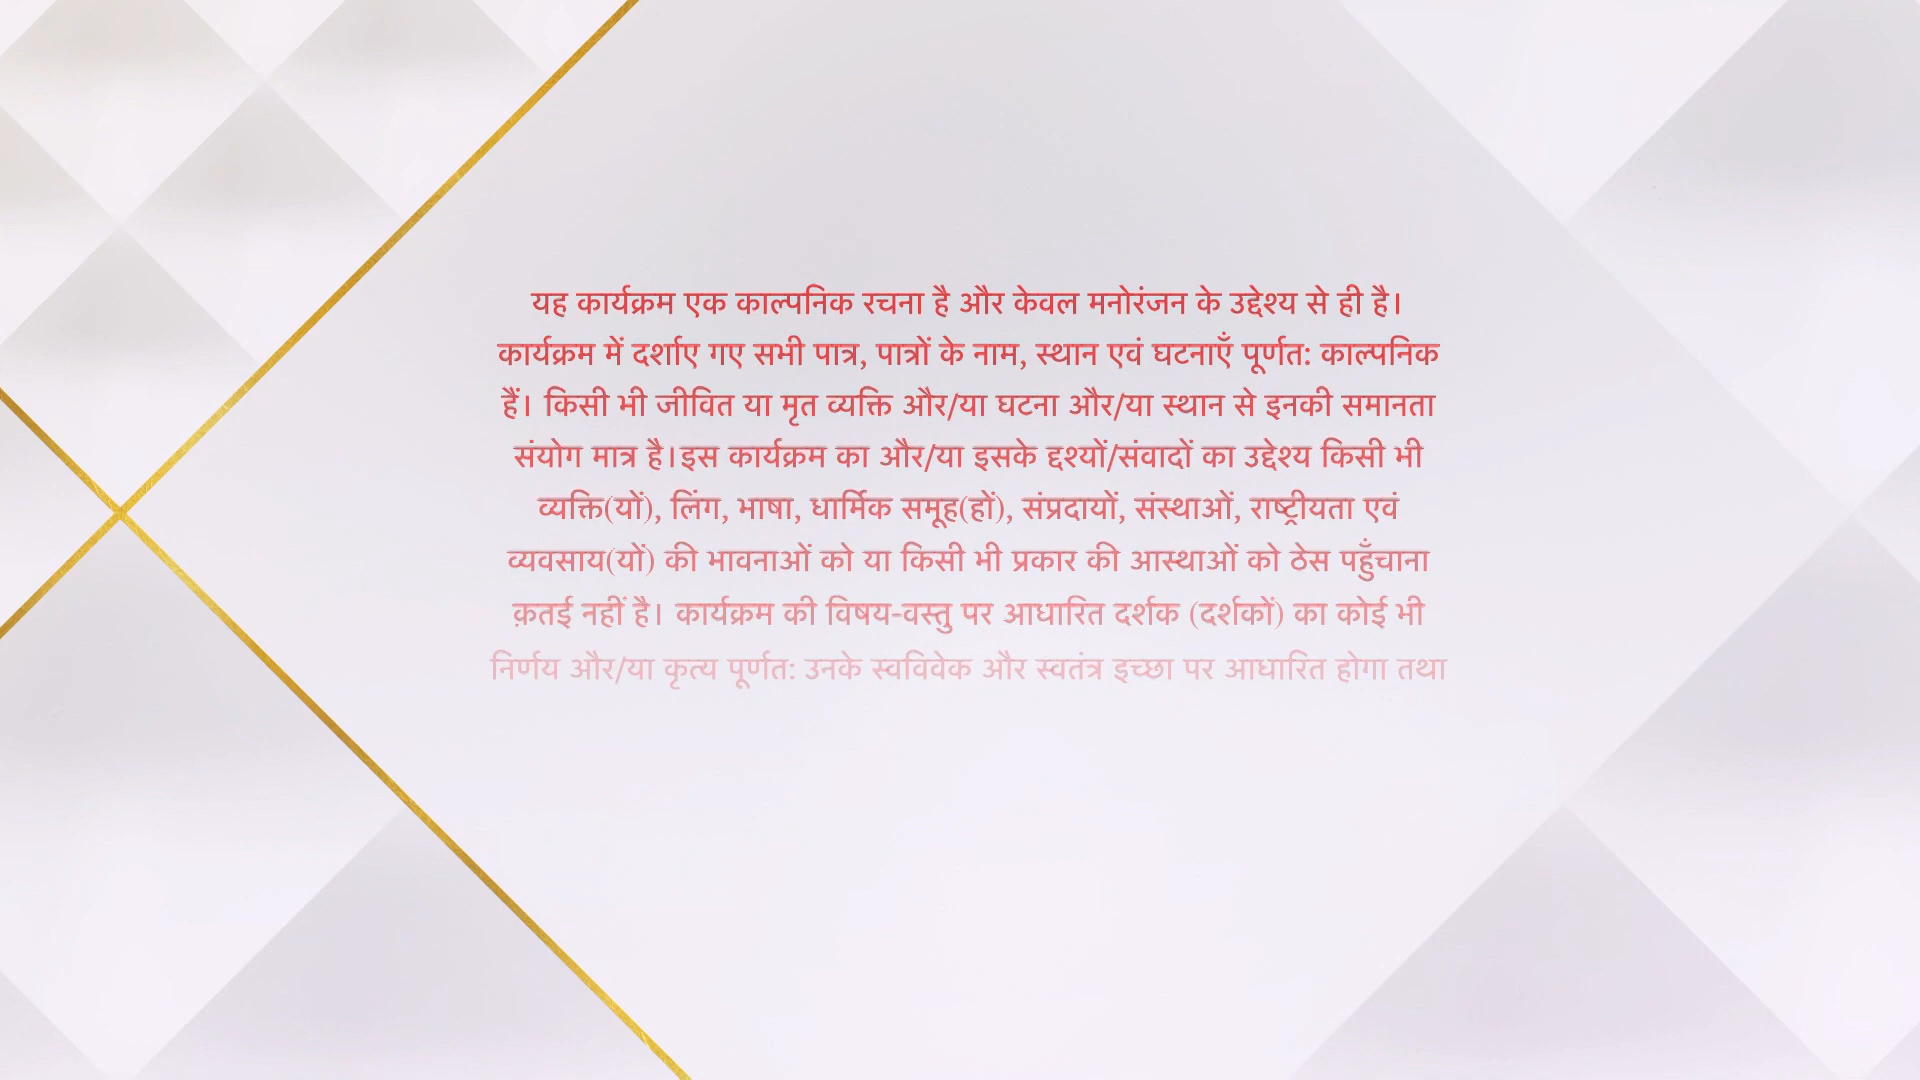 यह कार्यक्रम एक काल्पनिक रचना है और केवल मनोरंजन के उद्देश्य से ही है।
कार्यक्रम में दर्शाए गए सभी पात्र, पात्रों के नाम, स्थान एवं घटनाएँ पूर्णत: काल्पनिक
हैं। किसी भी जीवित या मृत व्यक्ति और/या घटना और/या स्थान से इनकी समानता
संयोग मात्र है।इस कार्यक्रम का और/या इसके दृश्यों/संवादों का उद्देश्य किसी भी
व्यक्ति(यों), लिंग, भाषा, धार्मिक समूह(हों), संप्रदायों, संस्थाओं, राष्ट्रीयता एवं
व्यवसाय(यों) की भावनाओं को या किसी भी प्रकार की आस्थाओं को ठेस पहुँचाना
क़तई नहीं है। कार्यक्रम की विषय-वस्तु पर आधारित दर्शक (दर्शकों) का कोई भी
निर्णय और/या कृत्य पूर्णत: उनके स्वविवेक और स्वतंत्र इच्छा पर आधारित होगा तथा